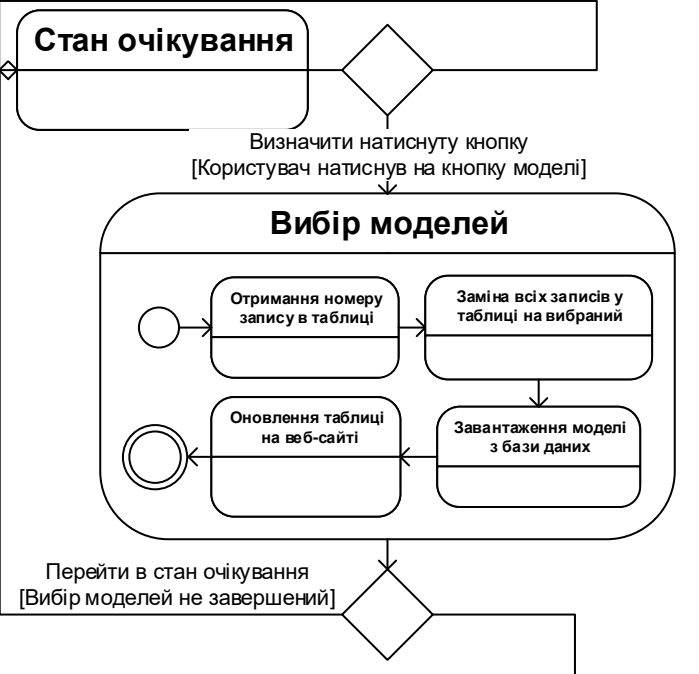 Стан очікування
Визначити натиснуту кнопку
[Користувач натиснув на кнопку моделі]
Вибір моделей
Отримання номеру
запису в таблиці
Заміна всіх записів у
таблиці на вибраний
Оновлення таблиці
на веб-сайті
Завантаження моделі
з бази даних
Перейти в стан очікування
[Вибір моделей не завершений]